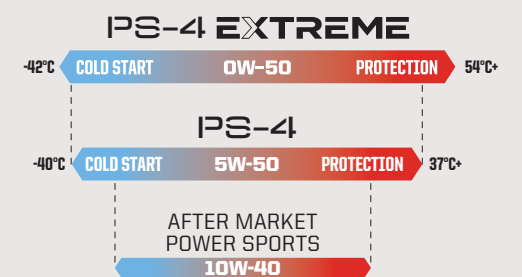 PS-4 EXTREME
-42°C COLD START 0W-50 PROTECTION 54°C+
PS-4
-40°C COLD START 5W-50 PROTECTION 37°C+
AFTER MARKET
POWER SPORTS
10W-40